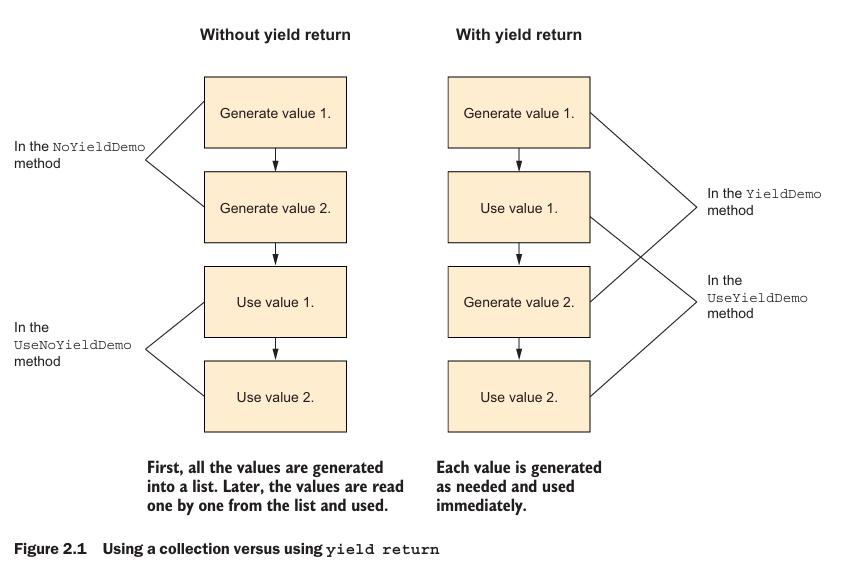 Without yield return
With yield return
Generate value 1.
Generate value 2.
Use value 1.
Use value 2.
In the NoYieldDemo
method
In the
UseNoYieldDemo
method
Generate value 1.
Use value 1.
Generate value 2.
Use value 2.
In the YieldDemo
method
In the
UseYieldDemo
method
First, all the values are generated
into a list. Later, the values are read
one by one from the list and used.
Each value is generated
as needed and used
immediately.
Figure 2.1 Using a collection versus using yield return